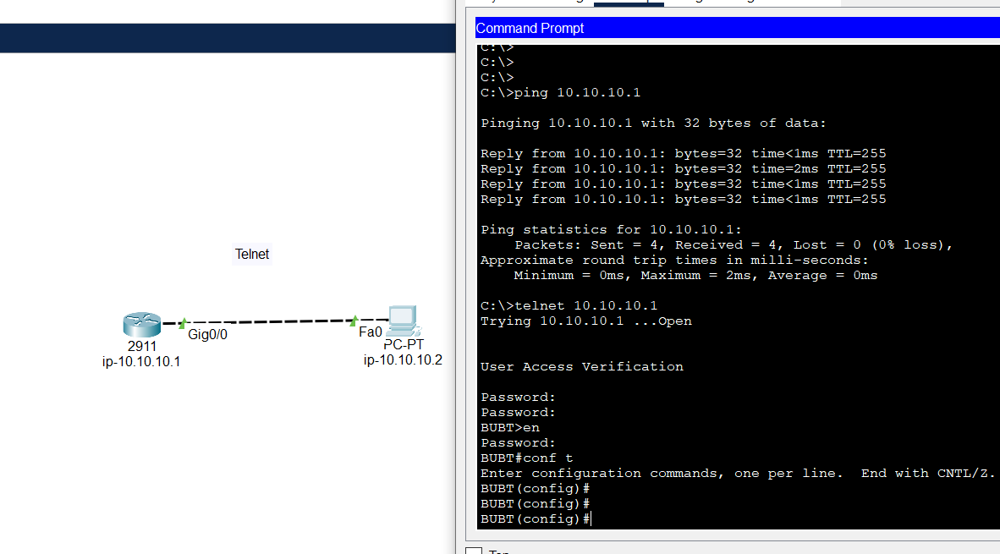 Telnet
Gig0/0
Fa0
2911
PC-PT
ip-10.10.10.1
ip-10.10.10.2
Command Prompt
C:\>
C:\>
C:\>
C:\>ping 10.10.10.1
Pinging 10.10.10.1 with 32 bytes of data:
Reply from 10.10.10.1: bytes=32 time<1ms TTL=255
Reply from 10.10.10.1: bytes=32 time=2ms TTL=255
Reply from 10.10.10.1: bytes=32 time<1ms TTL=255
Reply from 10.10.10.1: bytes=32 time<1ms TTL=255
Ping statistics for 10.10.10.1:
Packets: Sent = 4, Received = 4, Lost = 0 (0% loss),
Approximate round trip times in milli-seconds:
Minimum = 0ms, Maximum = 2ms, Average = 0ms
C:\>telnet 10.10.10.1
Trying 10.10.10.1 ...Open
User Access Verification
Password:
Password:
BUBT>en
Password:
BUBT#conf t
Enter configuration commands, one per line.  End with CNTL/Z.
BUBT(config)#
BUBT(config)#
BUBT(config)#